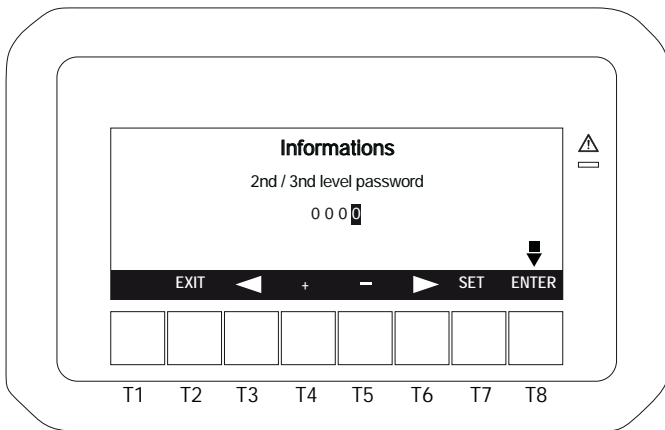 Informations
2nd / 3nd level password
0 0 0 0
EXIT + − SET ENTER
T1 T2 T3 T4 T5 T6 T7 T8